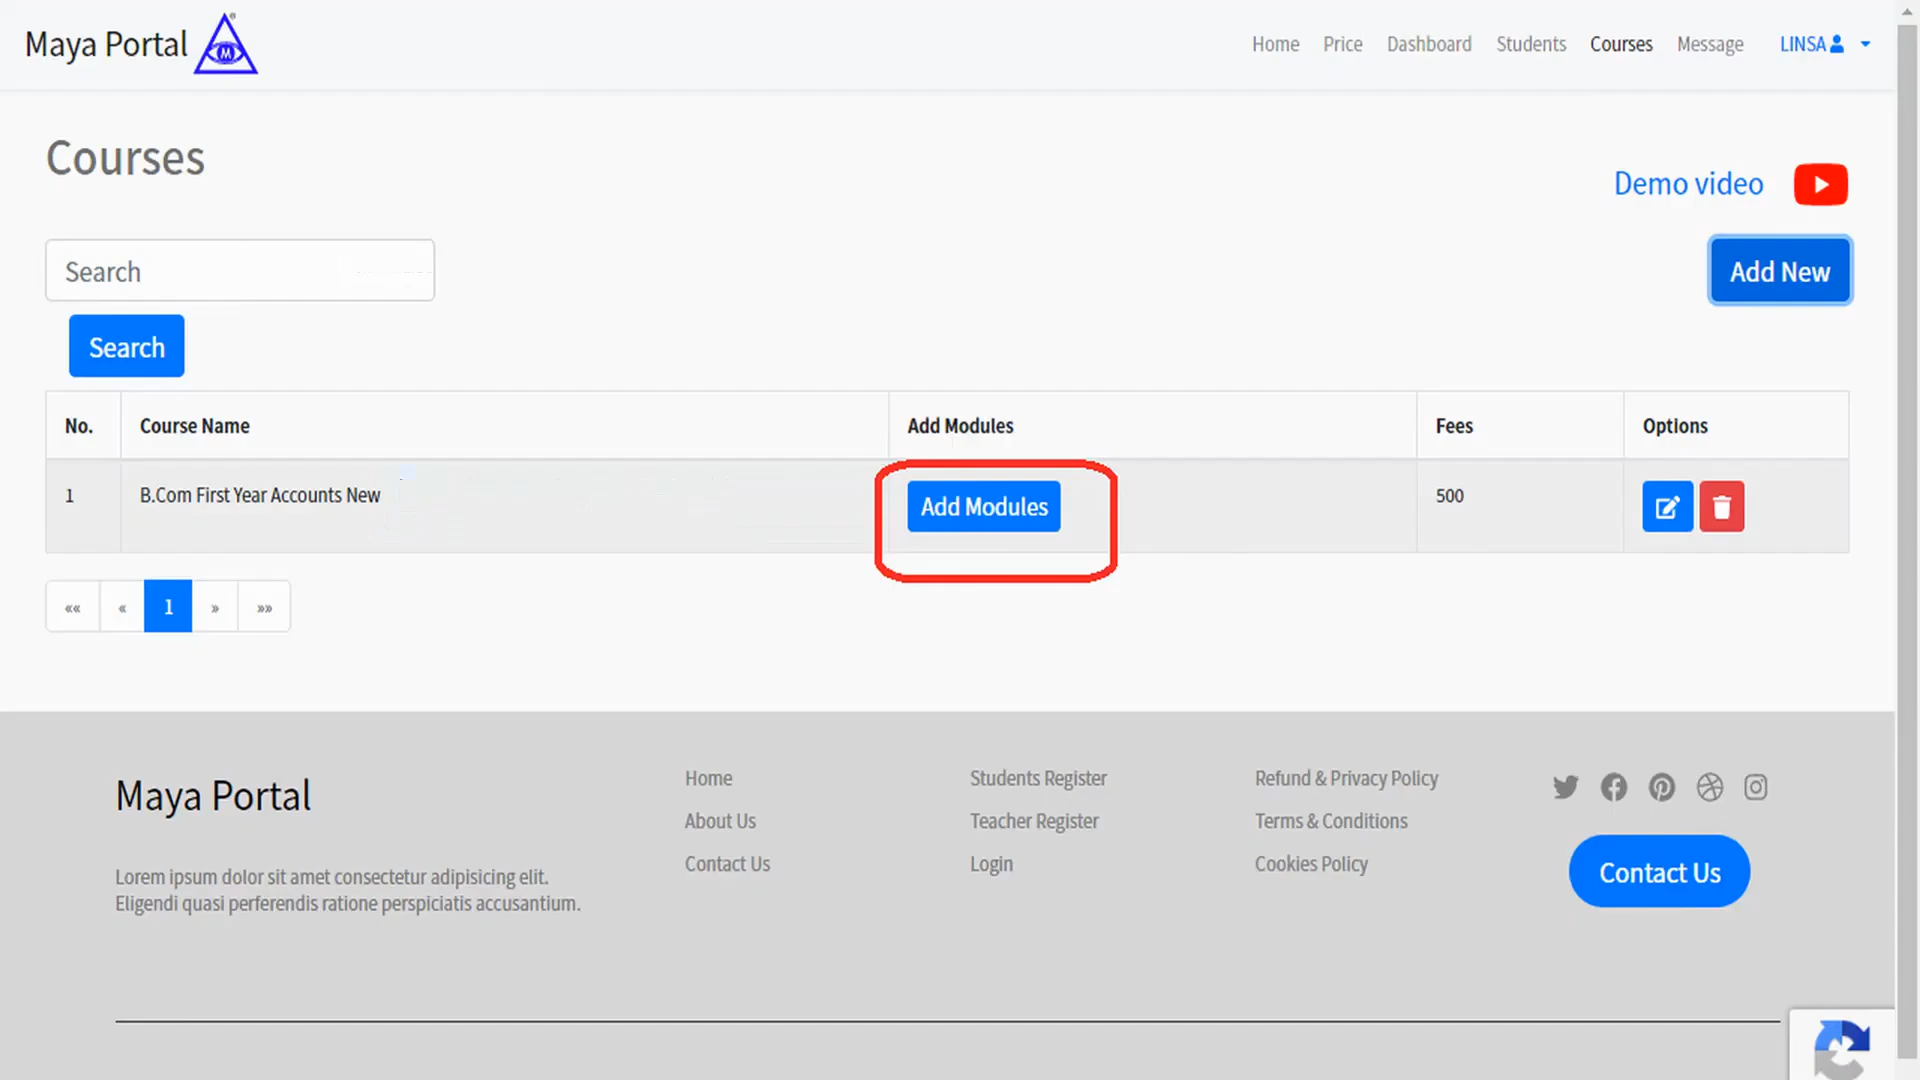 Maya Portal M ®
Home Price Dashboard Students Courses Message LINSA
Courses
Demo video
Search
Add New
Search
No. Course Name Add Modules Fees Options
1 B.Com First Year Accounts New Add Modules 500
«« « 1 » »»
Maya Portal
Lorem ipsum dolor sit amet consectetur adipisicing elit.
Eligendi quasi perferendis ratione perspiciatis accusantium.
Home
About Us
Contact Us
Students Register
Teacher Register
Login
Refund & Privacy Policy
Terms & Conditions
Cookies Policy
Contact Us